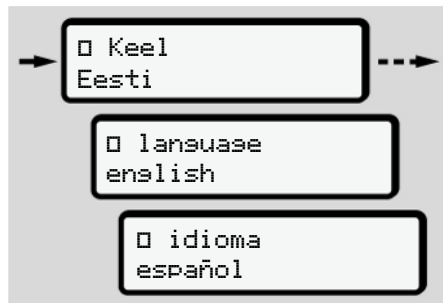 □ Keel
Eesti
□ language
english
□ idioma
español